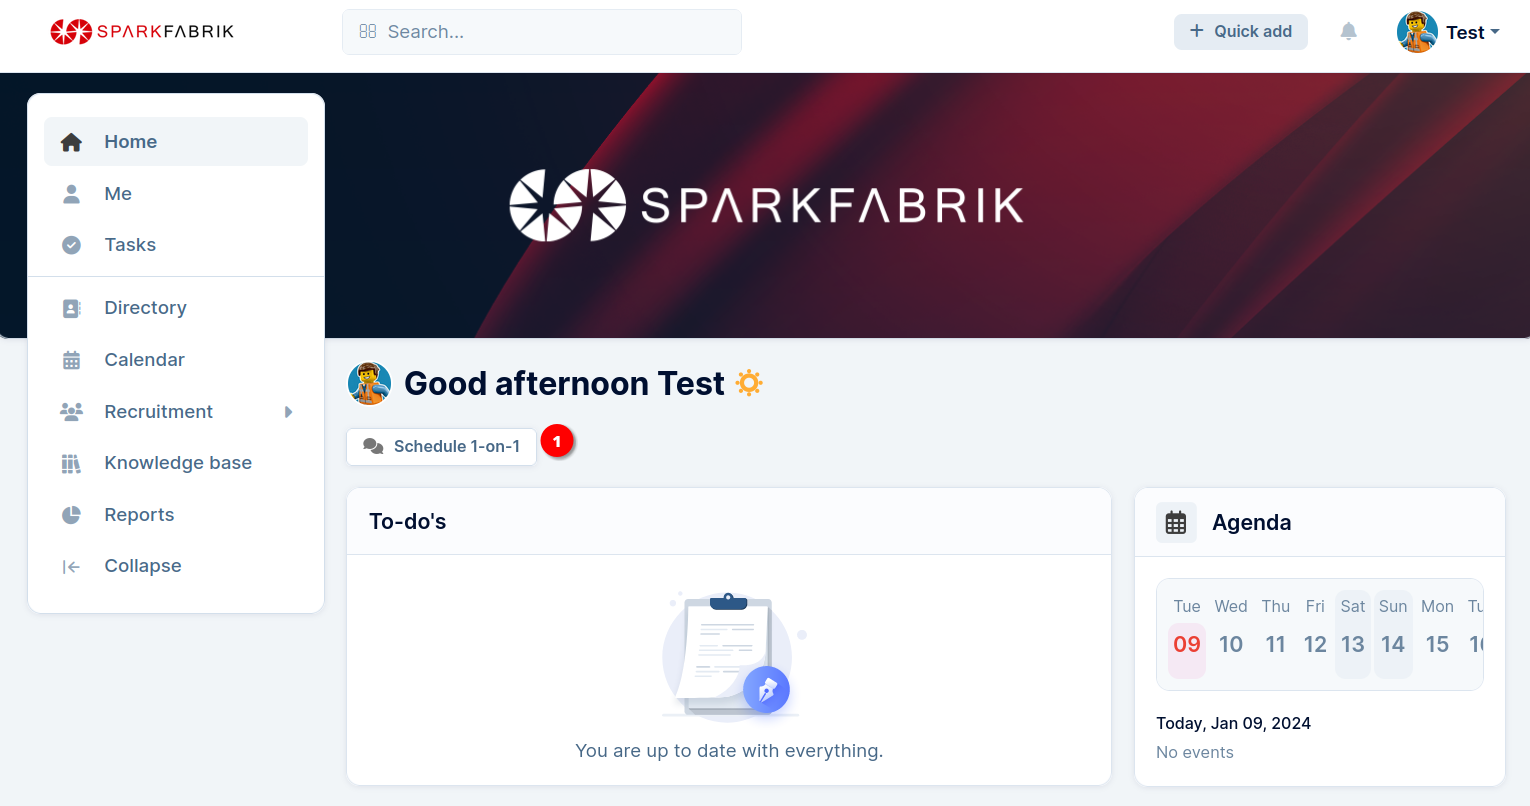 SPARKFABRIK
Search...
+ Quick add
Test
Home
Me
Tasks
Directory
Calendar
Recruitment
Knowledge base
Reports
Collapse
SPARKFABRIK
Good afternoon Test
Schedule 1-on-1
1
To-do's
You are up to date with everything.
Agenda
Tue Wed Thu Fri Sat Sun Mon Tu
09 10 11 12 13 14 15
Today, Jan 09, 2024
No events